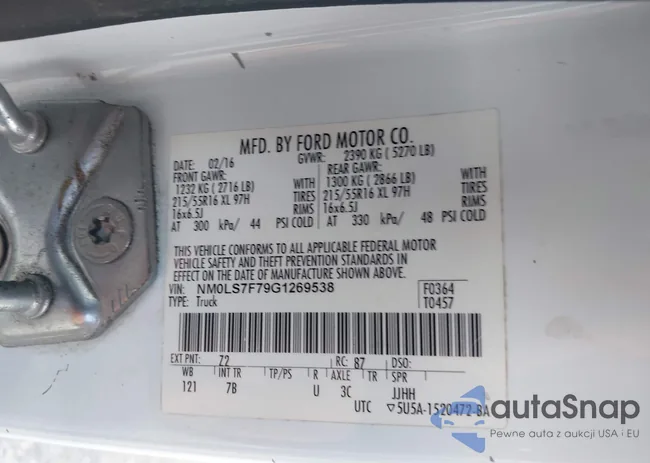 MFD. BY FORD MOTOR CO.
DATE: 02/16 GVWR: 2390 KG ( 5270 LB)
FRONT GAWR: REAR GAWR:
1232 KG ( 2716 LB) WITH 1300 KG ( 2866 LB) WITH
215/55R16 XL 97H TIRES 215/55R16 XL 97H TIRES
16x6.5J RIMS 16x6.5J RIMS
AT 300 kPa/ 44 PSI COLD AT 330 kPa/ 48 PSI COLD
THIS VEHICLE CONFORMS TO ALL APPLICABLE FEDERAL MOTOR
VEHICLE SAFETY AND THEFT PREVENTION STANDARDS IN
EFFECT ON THE DATE OF MANUFACTURE SHOWN ABOVE.
VIN: NM0LS7F79G1269538 F0364
TYPE: Truck T0457
EXT PNT: Z2 RC: 87 DSO:
WB INT TR TP/PS R AXLE TR SPR
121 7B U 3C JJHH
UTC ▽5U5A-1520472-BA
autoSnap
Pewne auta z aukcji USA i EU